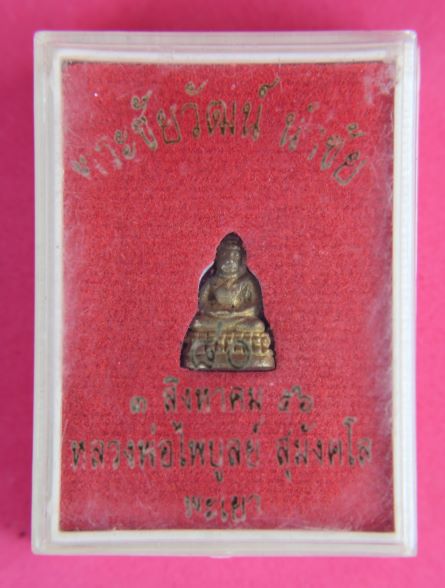 พระชัยวัฒน์ นำชัย
๓ สิงหาคม ๕๖
หลวงพ่อไพบูลย์ สุมังคโล
พะเยา